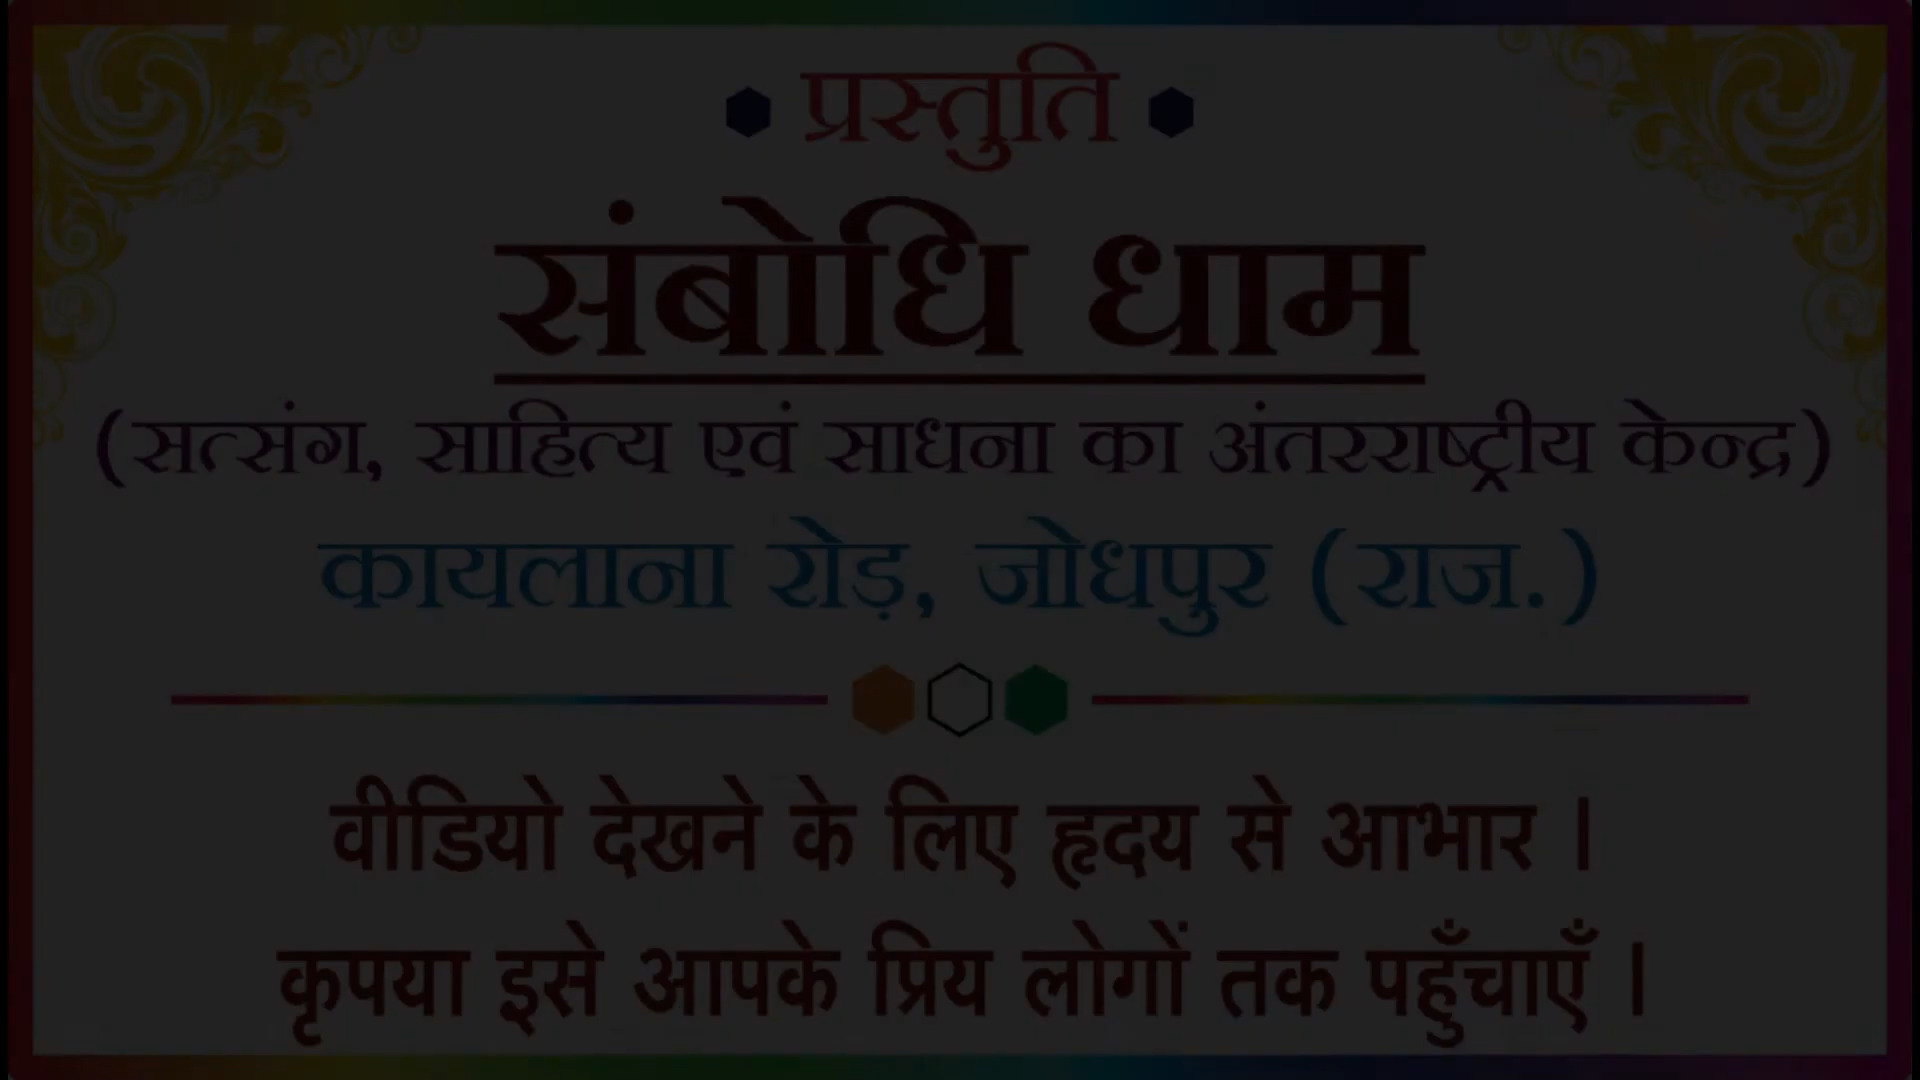 प्रस्तुति
संबोधि धाम
(सत्संग, साहित्य एवं साधना का अंतरराष्ट्रीय केन्द्र)
कायलाना रोड़, जोधपुर (राज.)
वीडियो देखने के लिए हृदय से आभार ।
कृपया इसे आपके प्रिय लोगों तक पहुँचाएँ ।